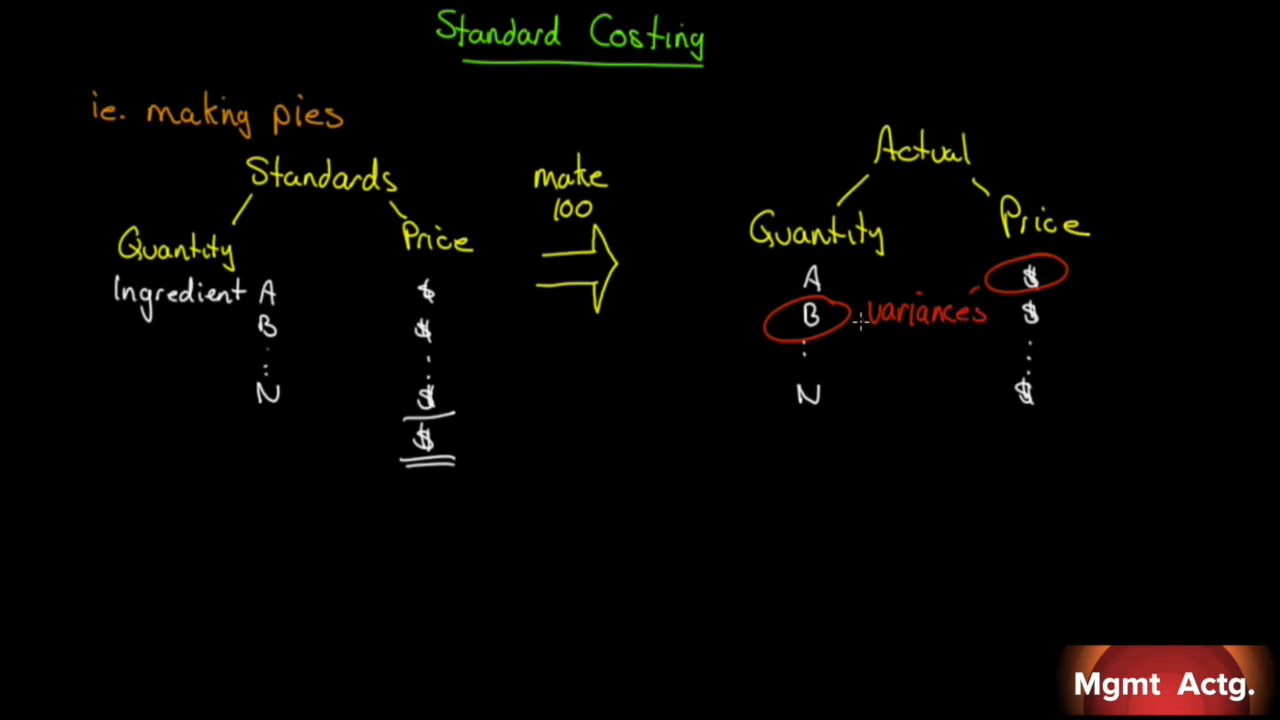 Standard Costing
ie. making pies
Standards
Quantity Price
Ingredient A $
B $
N $
$
make
100
Actual
Quantity Price
A $
B variances $
N $
Mgmt Actg.